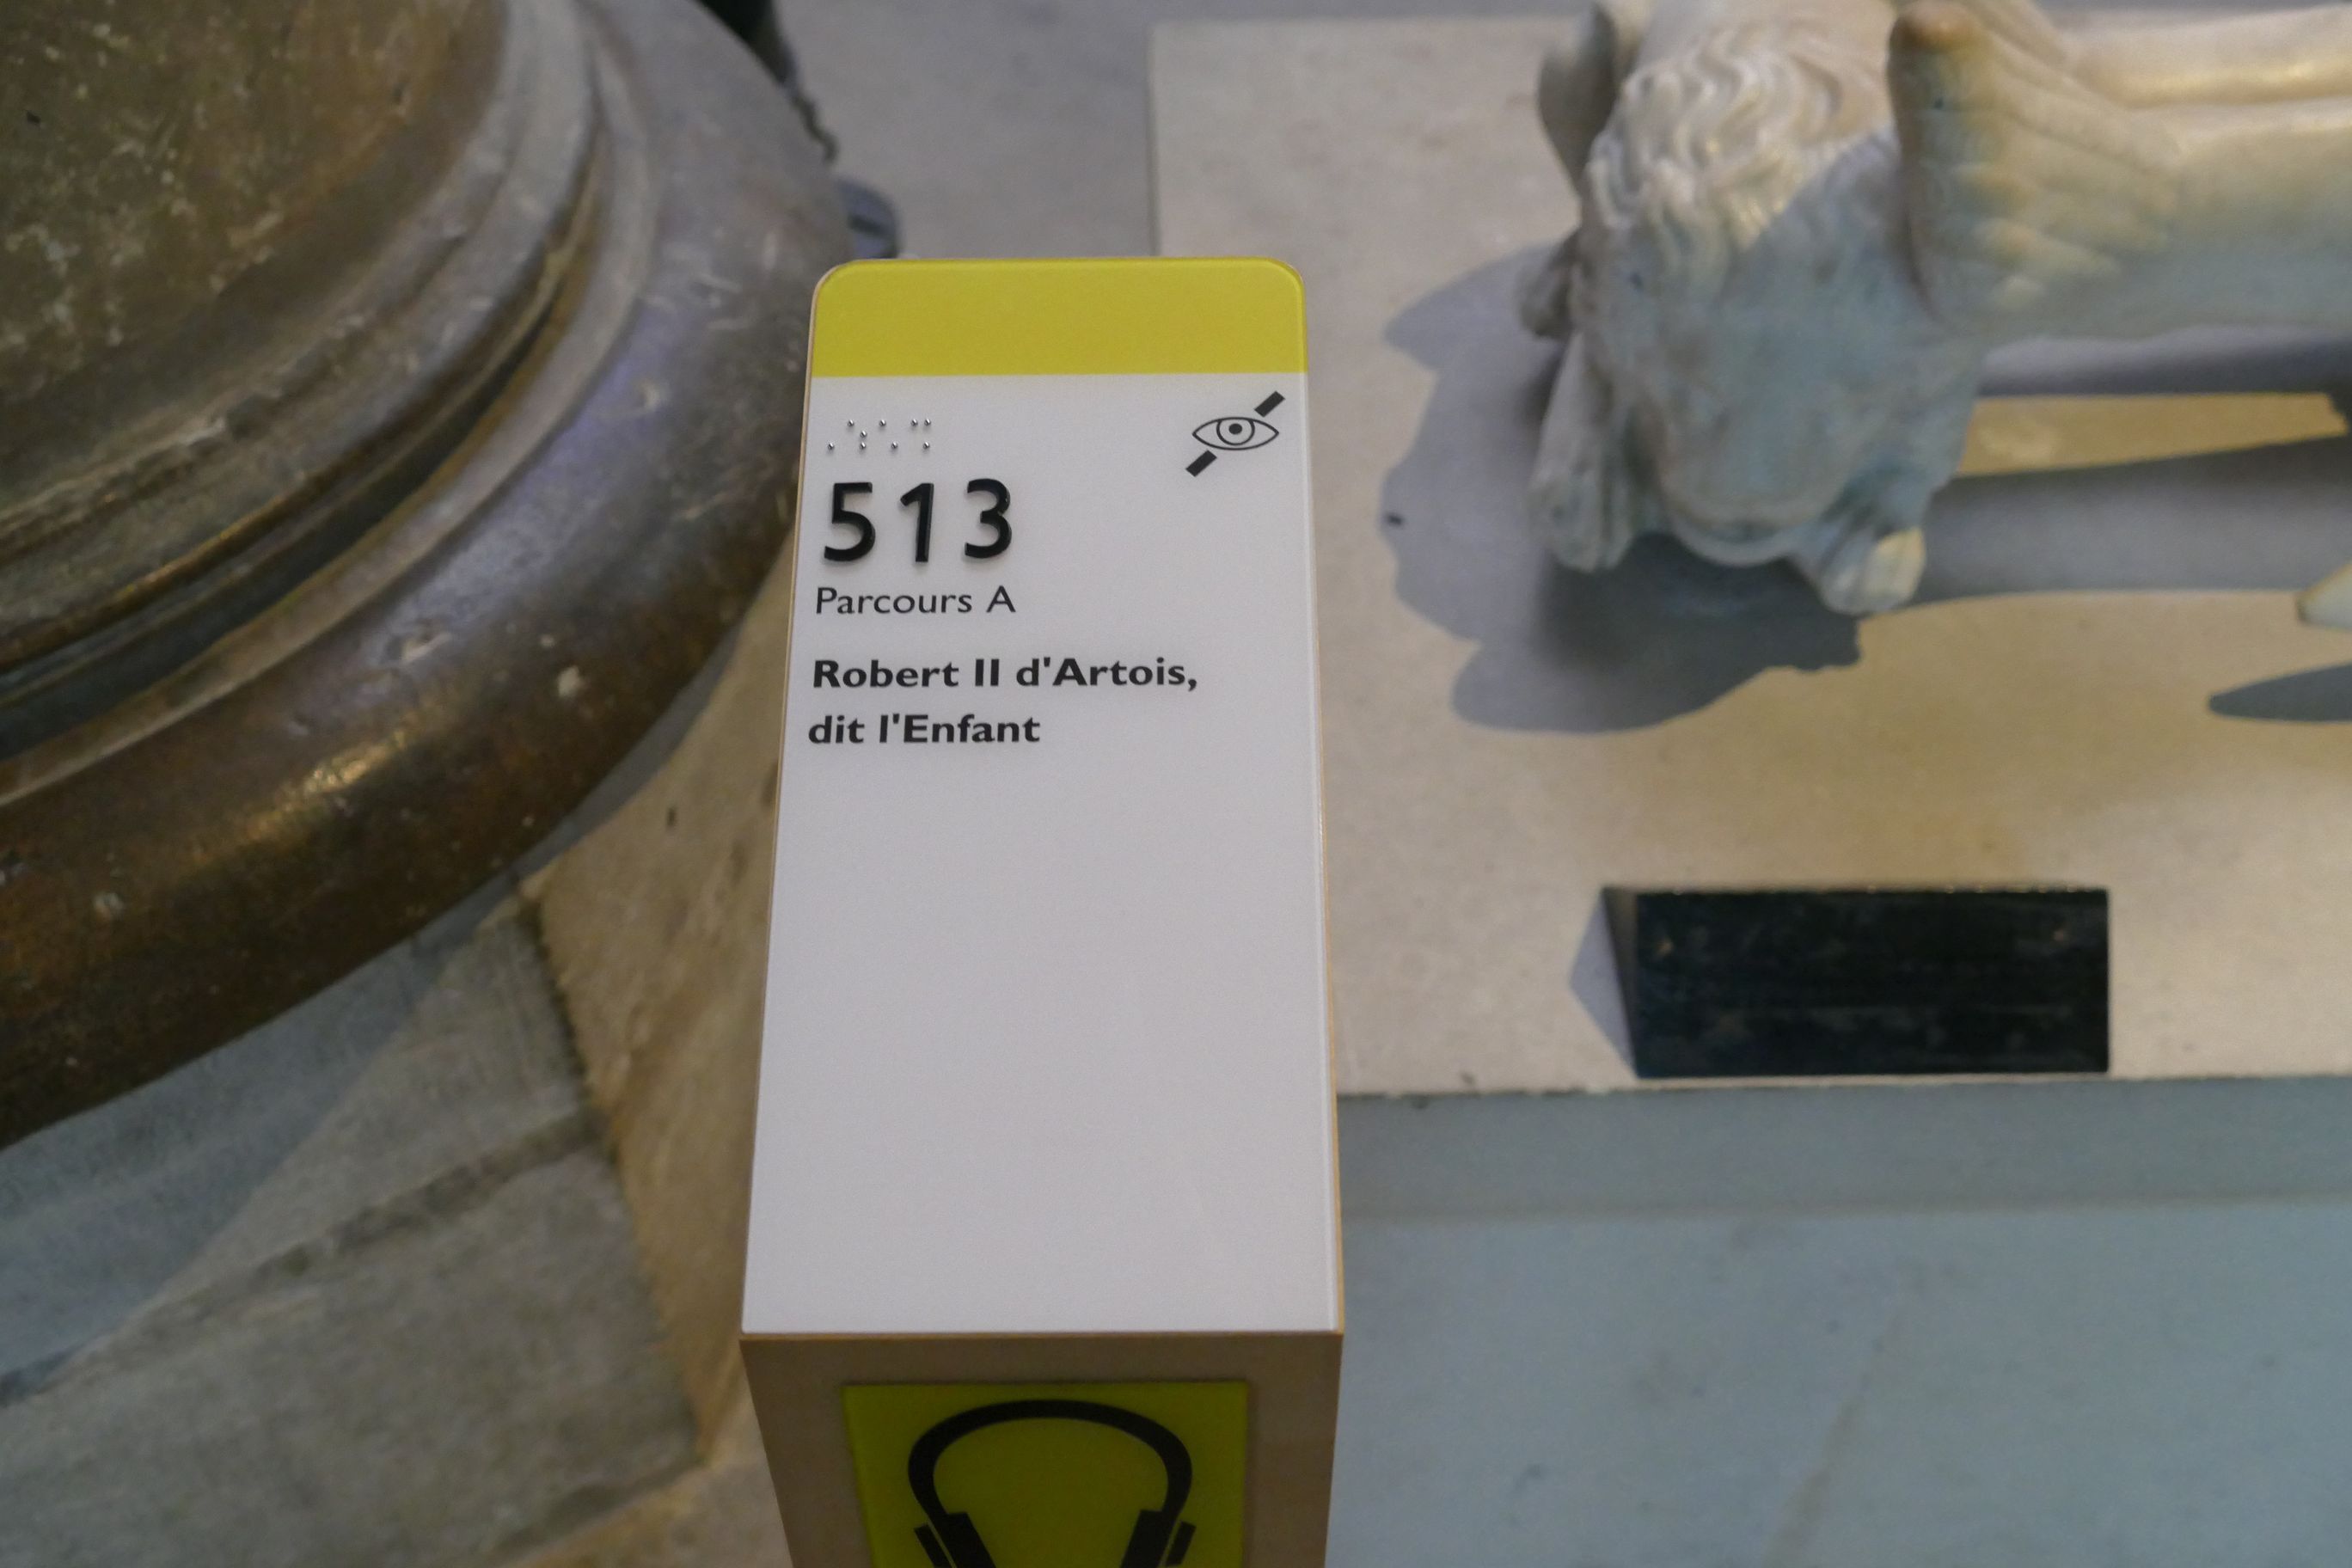 ⠠⠱⠡⠩
513
Parcours A
Robert II d'Artois,
dit l'Enfant